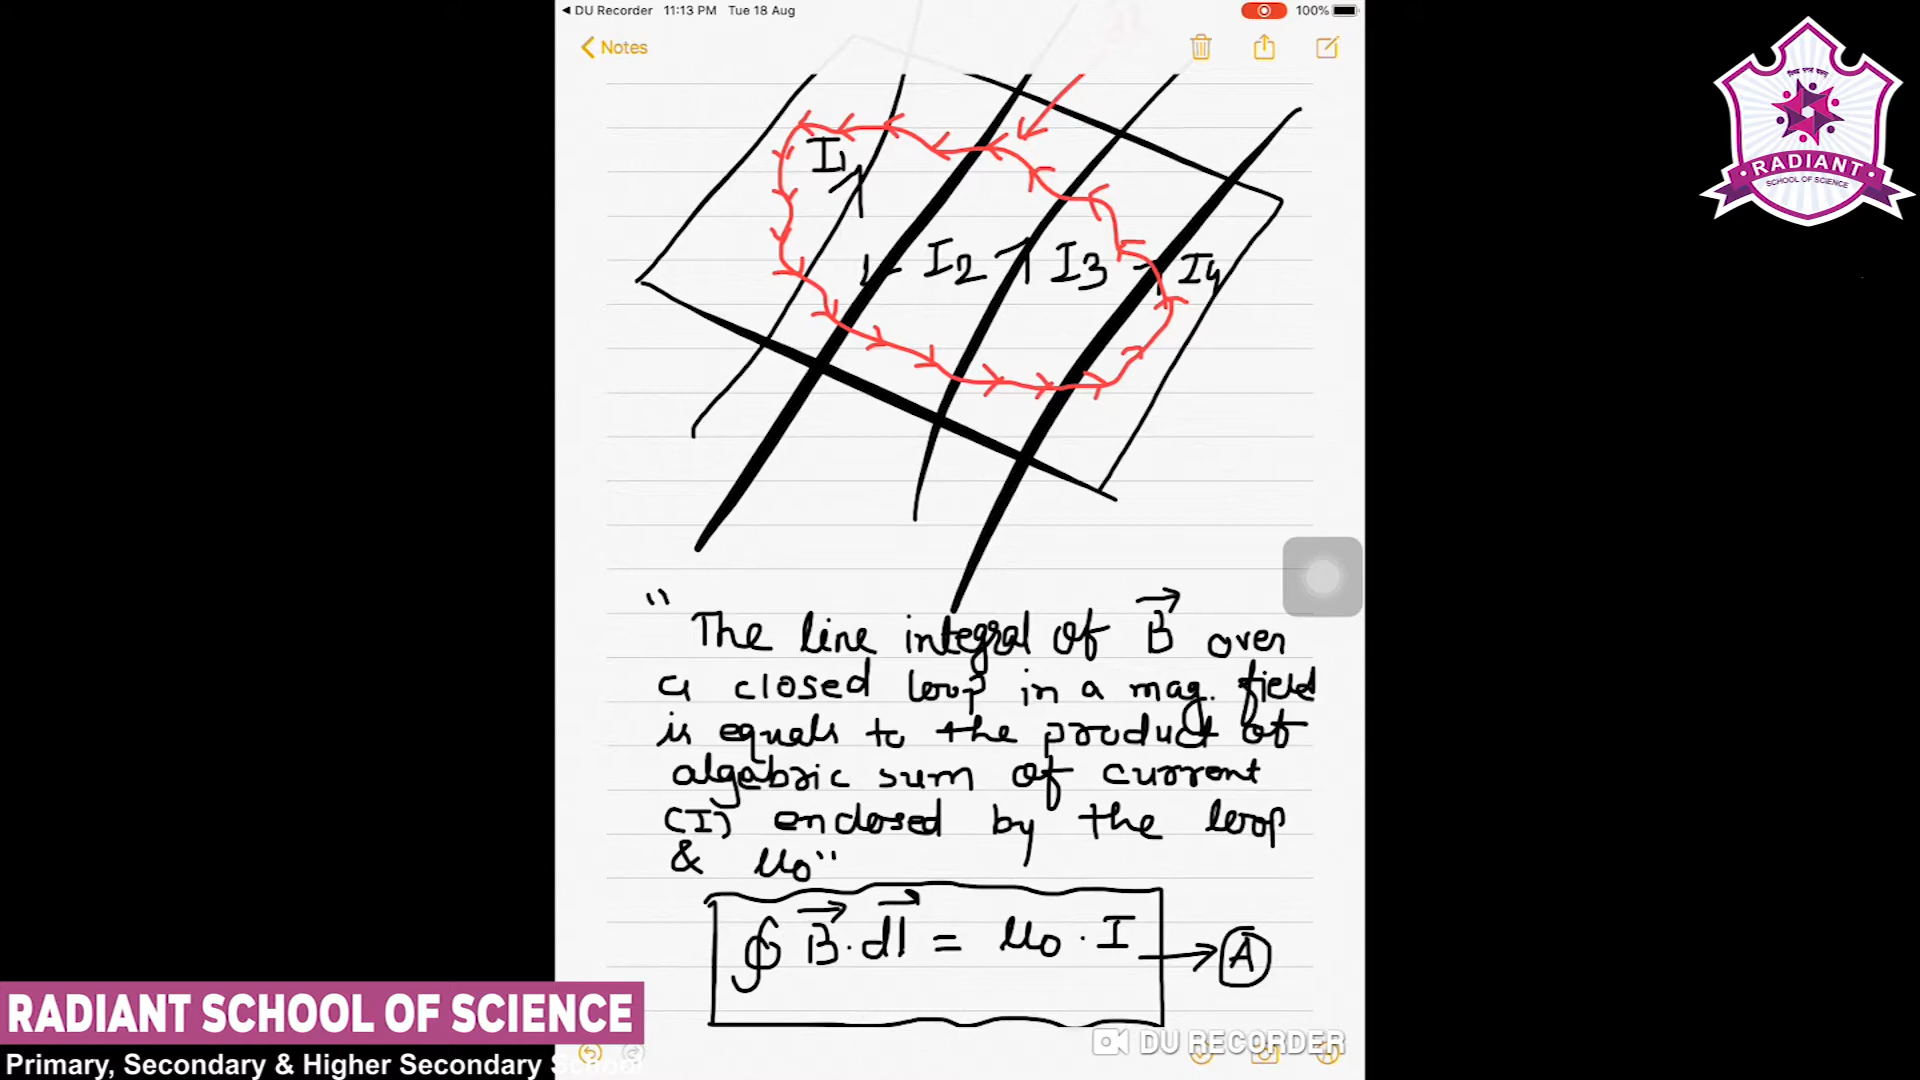 DU Recorder 11:13 PM Tue 18 Aug 100%
Notes
I1
I2
I3
I4
" The line integral of B over
a closed loop in a mag. field
is equals to the product of
algebric sum of current
(I) enclosed by the loop
& μ0"
∮ B · dl = μ0 · I → A
RADIANT
SCHOOL OF SCIENCE
RADIANT SCHOOL OF SCIENCE
Primary, Secondary & Higher Secondary School
DU RECORDER